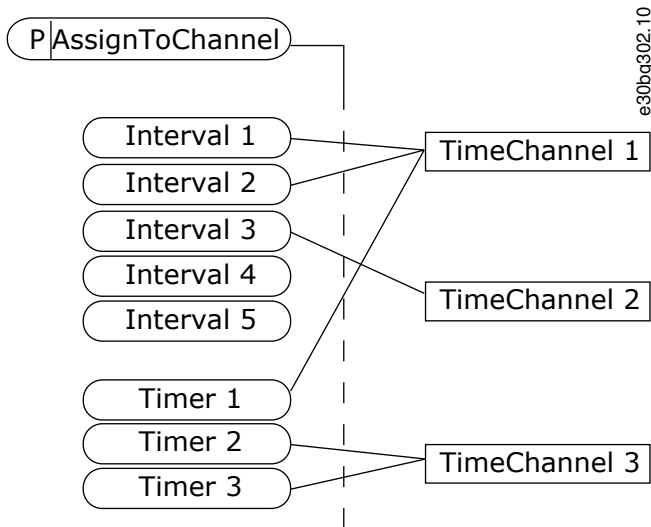 P AssignToChannel
Interval 1
Interval 2
Interval 3
Interval 4
Interval 5
Timer 1
Timer 2
Timer 3
TimeChannel 1
TimeChannel 2
TimeChannel 3
e30bq302.10